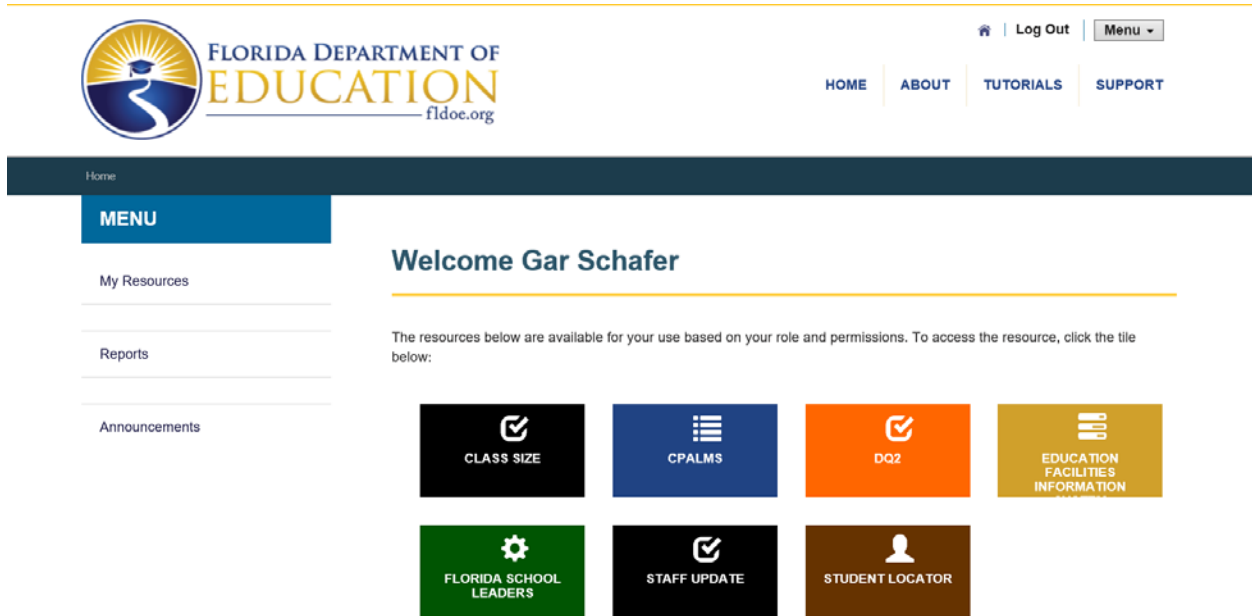 FLORIDA DEPARTMENT OF
EDUCATION
fldoe.org
Log Out
Menu
HOME
ABOUT
TUTORIALS
SUPPORT
Home
MENU
My Resources
Reports
Announcements
Welcome Gar Schafer
The resources below are available for your use based on your role and permissions. To access the resource, click the tile
below:
CLASS SIZE
CPALMS
DQ2
EDUCATION
FACILITIES
INFORMATION
FLORIDA SCHOOL
LEADERS
STAFF UPDATE
STUDENT LOCATOR